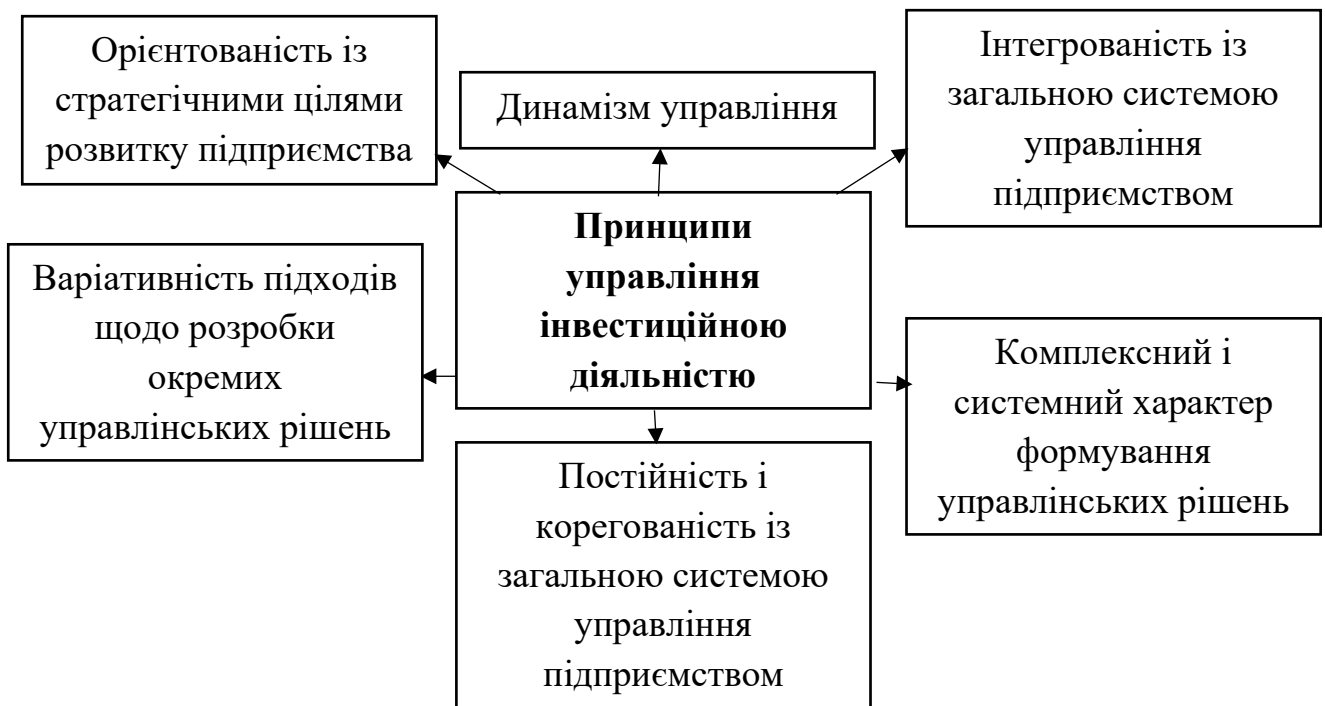 Орієнтованість із
стратегічними цілями
розвитку підприємства
Динамізм управління
Інтегрованість із
загальною системою
управління
підприємством
Принципи
управління
інвестиційною
діяльністю
Варіативність підходів
щодо розробки
окремих
управлінських рішень
Комплексний і
системний характер
формування
управлінських рішень
Постійність і
корегованість із
загальною системою
управління
підприємством